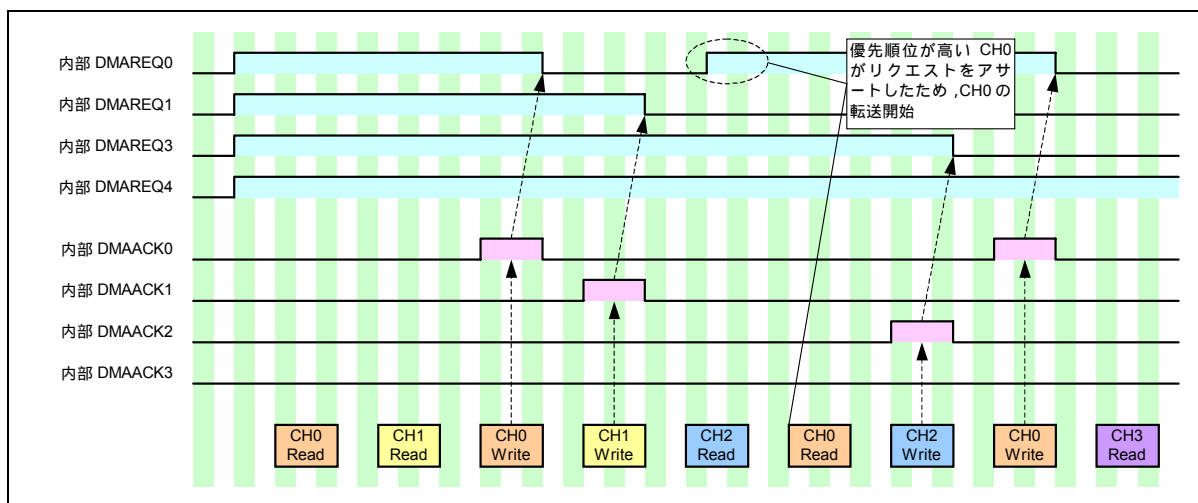 内部 DMAREQ0
優先順位が高い CH0
がリクエストをアサ
ートしたため ,CH0 の
転送開始
内部 DMAREQ1
内部 DMAREQ3
内部 DMAREQ4
内部 DMAACK0
内部 DMAACK1
内部 DMAACK2
内部 DMAACK3
CH0
Read
CH1
Read
CH0
Write
CH1
Write
CH2
Read
CH0
Read
CH2
Write
CH0
Write
CH3
Read